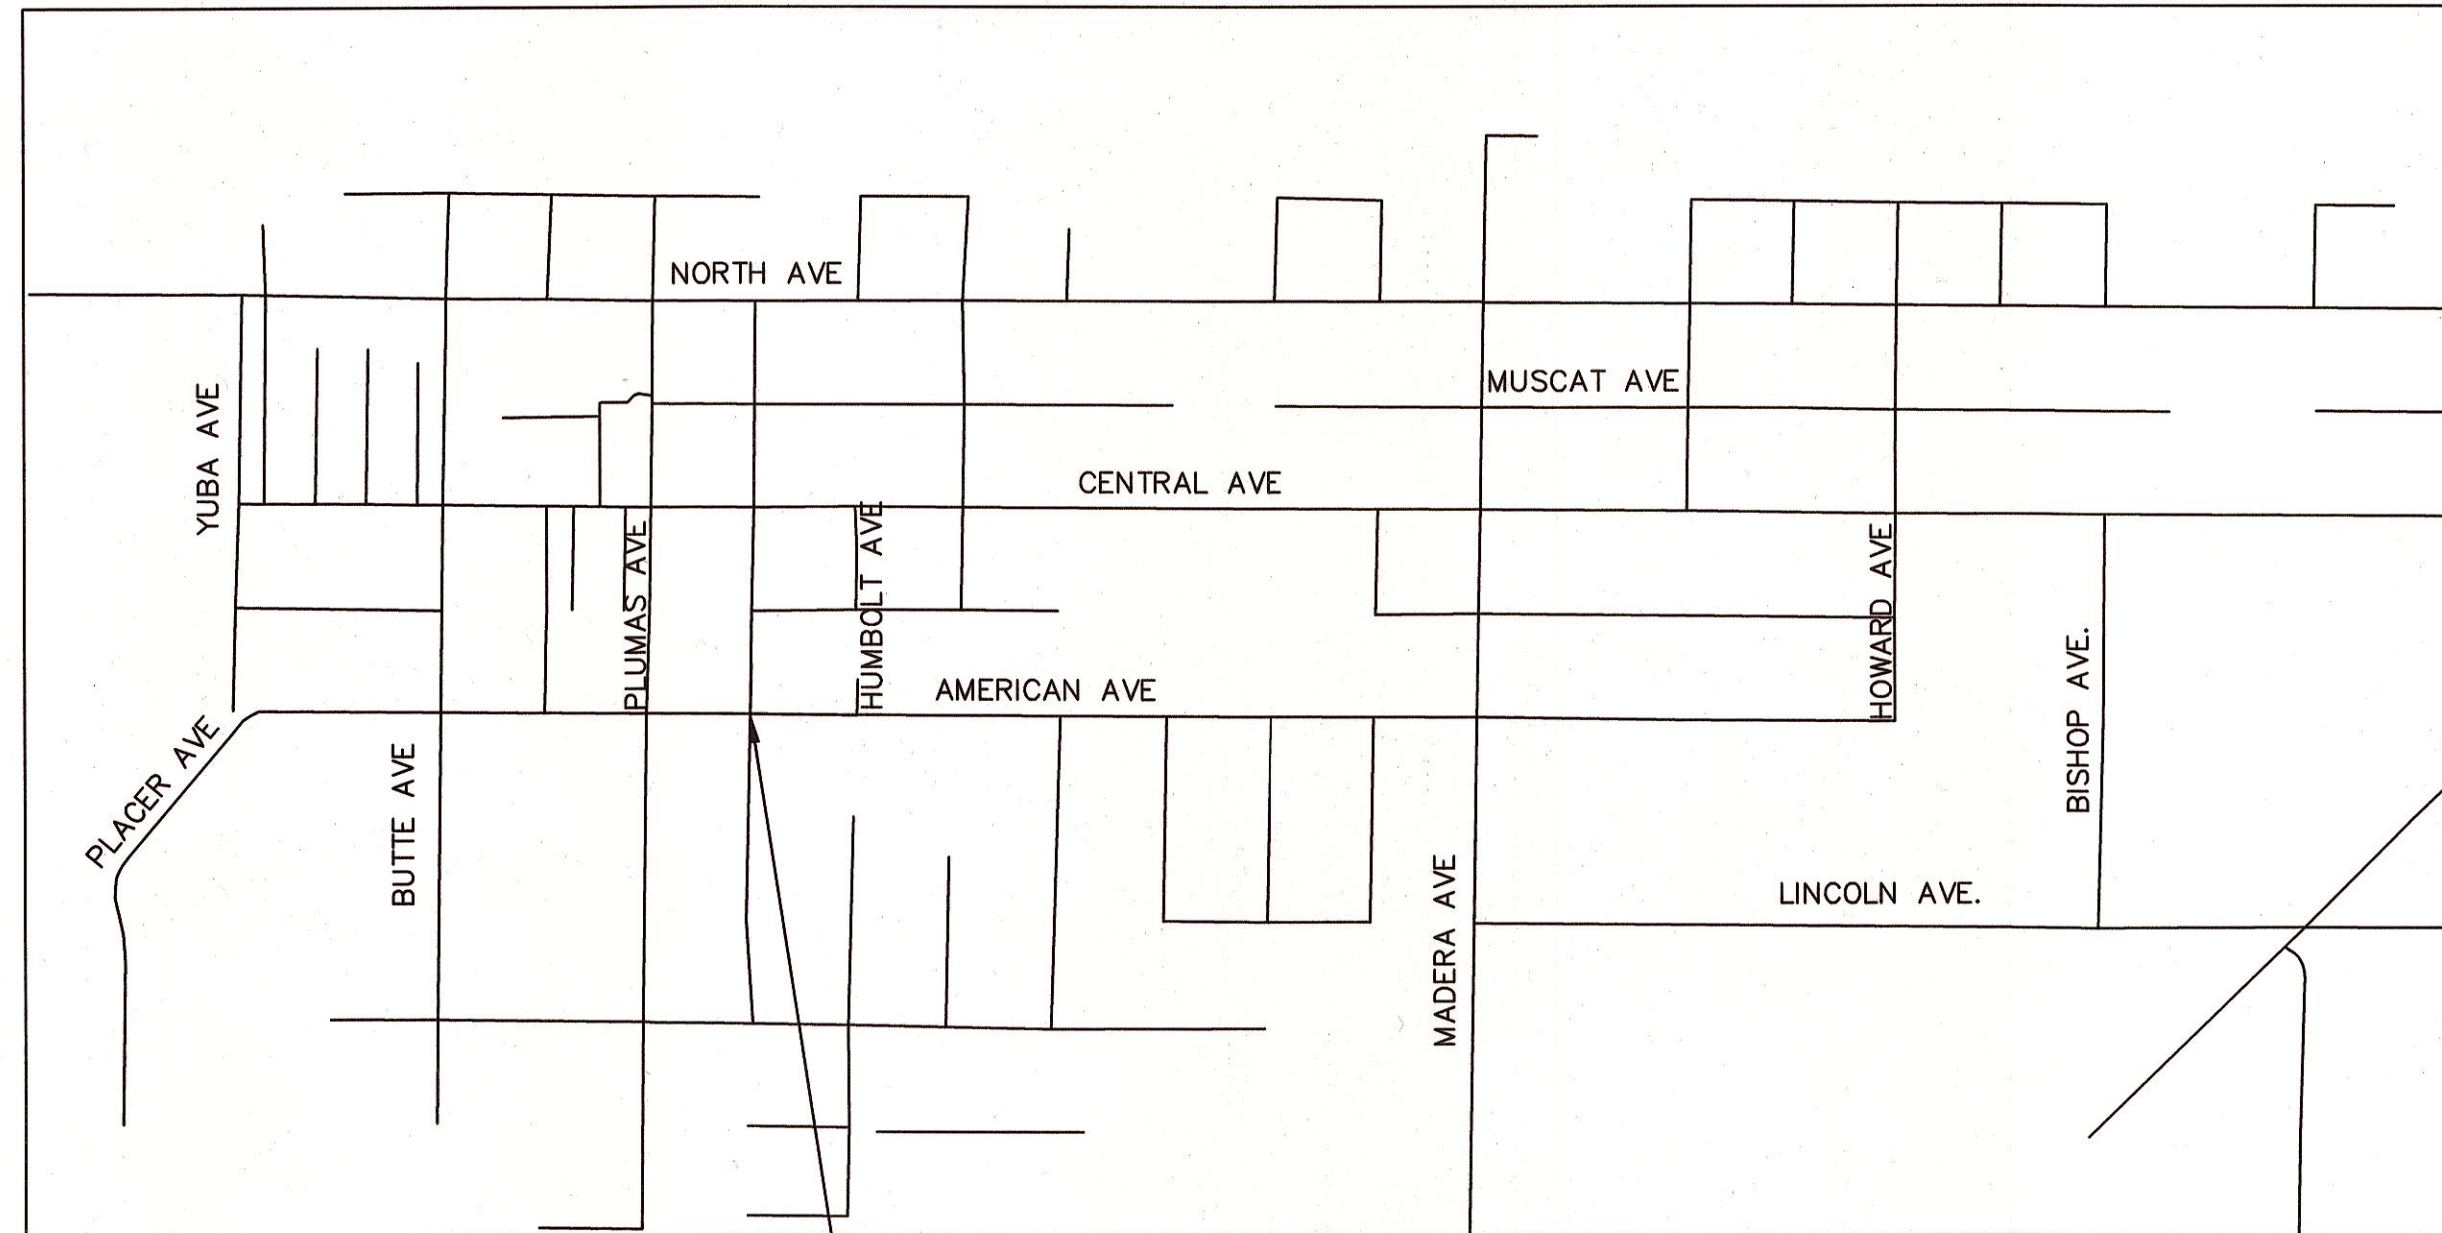 NORTH AVE
MUSCAT AVE
YUBA AVE
CENTRAL AVE
PLUMAS AVE
HUMBOLT AVE
HOWARD AVE
AMERICAN AVE
BISHOP AVE.
PLACER AVE
BUTTE AVE
MADERA AVE
LINCOLN AVE.